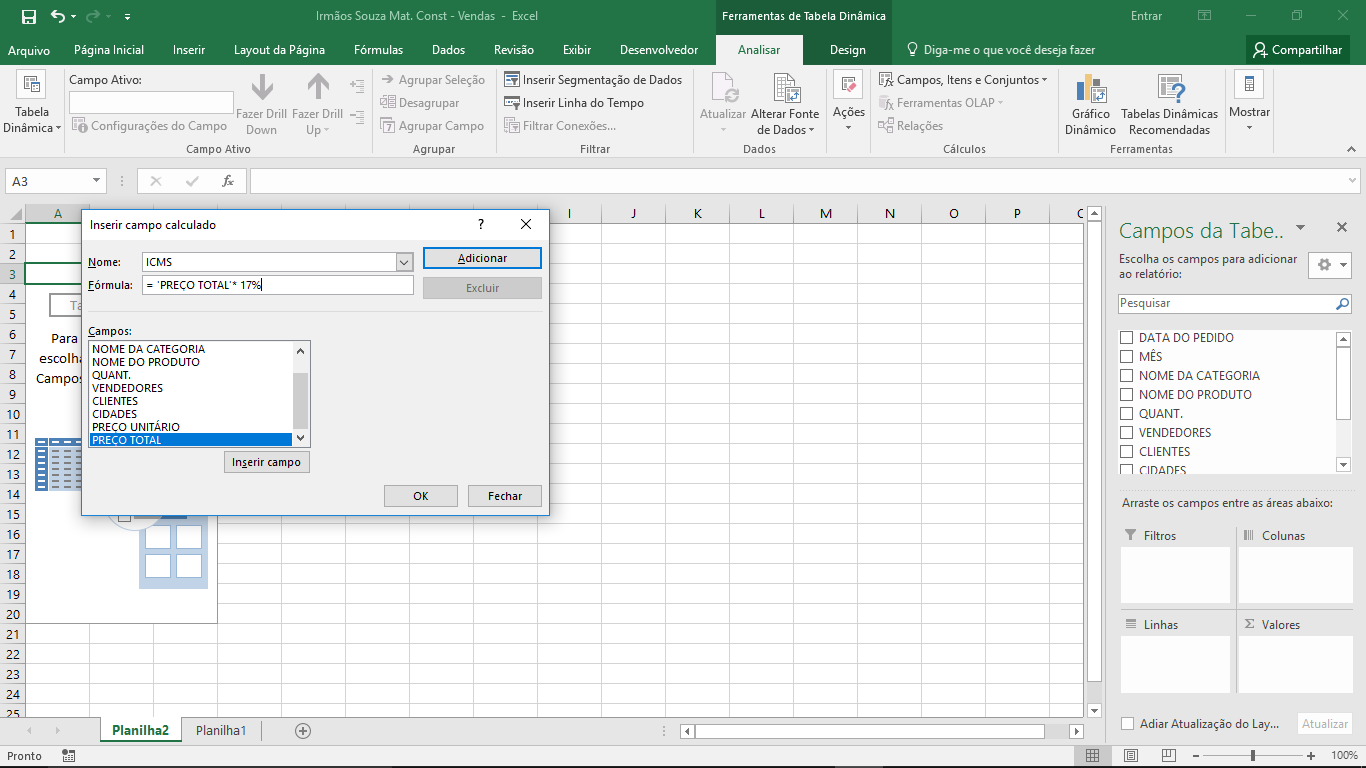 Irmãos Souza Mat. Const - Vendas - Excel
Ferramentas de Tabela Dinâmica
Entrar
Arquivo
Página Inicial
Inserir
Layout da Página
Fórmulas
Dados
Revisão
Exibir
Desenvolvedor
Analisar
Design
Diga-me o que você deseja fazer
Compartilhar
Tabela
Dinâmica
Campo Ativo:
Configurações do Campo
Fazer Drill
Down
Fazer Drill
Up
Campo Ativo
Agrupar Seleção
Desagrupar
Agrupar Campo
Agrupar
Inserir Segmentação de Dados
Inserir Linha do Tempo
Filtrar Conexões...
Filtrar
Atualizar
Alterar Fonte
de Dados
Dados
Ações
Campos, Itens e Conjuntos
Ferramentas OLAP
Relações
Cálculos
Gráfico
Dinâmico
Tabelas Dinâmicas
Recomendadas
Ferramentas
Mostrar
A3
fx
A
I
J
K
L
M
N
O
P
1
2
3
4
5
6
7
8
9
10
11
12
13
14
15
16
17
18
19
20
21
22
23
24
25
Para
escolha
Campos
Inserir campo calculado
?
Nome:
ICMS
Adicionar
Fórmula:
= 'PREÇO TOTAL'* 17%
Excluir
Campos:
NOME DA CATEGORIA
NOME DO PRODUTO
QUANT.
VENDEDORES
CLIENTES
CIDADES
PREÇO UNITÁRIO
PREÇO TOTAL
Inserir campo
OK
Fechar
Campos da Tabe..
Escolha os campos para adicionar
ao relatório:
Pesquisar
DATA DO PEDIDO
MÊS
NOME DA CATEGORIA
NOME DO PRODUTO
QUANT.
VENDEDORES
CLIENTES
CIDADES
Arraste os campos entre as áreas abaixo:
Filtros
Colunas
Linhas
Σ Valores
Adiar Atualização do Lay...
Atualizar
Planilha2
Planilha1
Pronto
100%